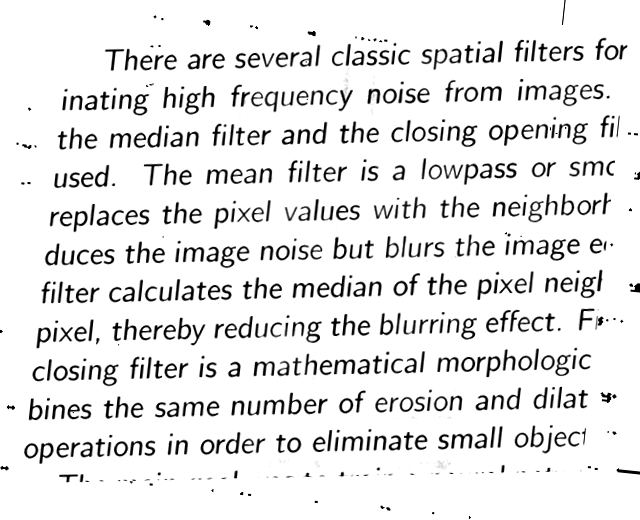 There are several classic spatial filters for
inating high frequency noise from images.
the median filter and the closing opening fil
used. The mean filter is a lowpass or smo
replaces the pixel values with the neighborh
duces the image noise but blurs the image e
filter calculates the median of the pixel neigh
pixel, thereby reducing the blurring effect. F
closing filter is a mathematical morphologic
bines the same number of erosion and dilat
operations in order to eliminate small object